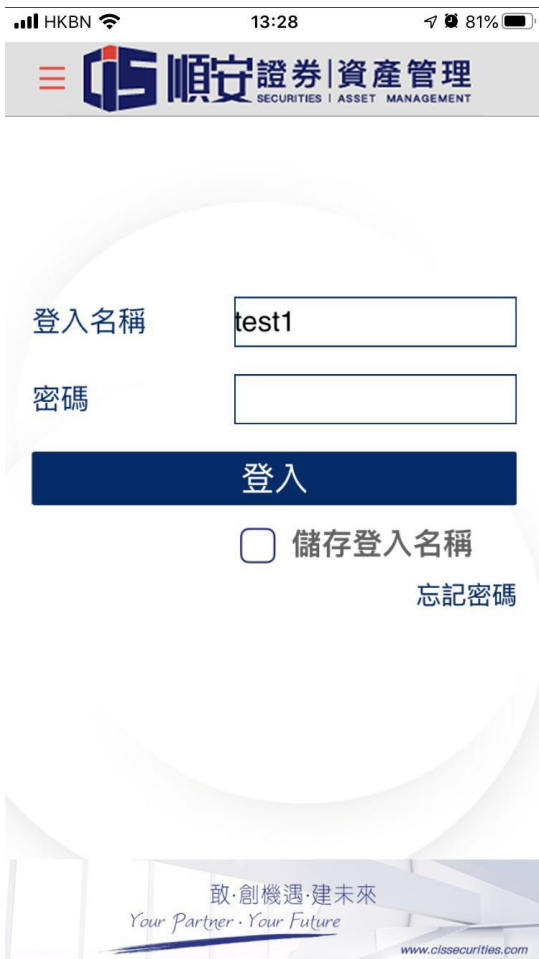 HKBN 13:28 81%
CIS 順安證券|資產管理
SECURITIES | ASSET MANAGEMENT
登入名稱 test1
密碼
登入
儲存登入名稱
忘記密碼
敢·創機遇·建未來
Your Partner · Your Future
www.cissecurities.com